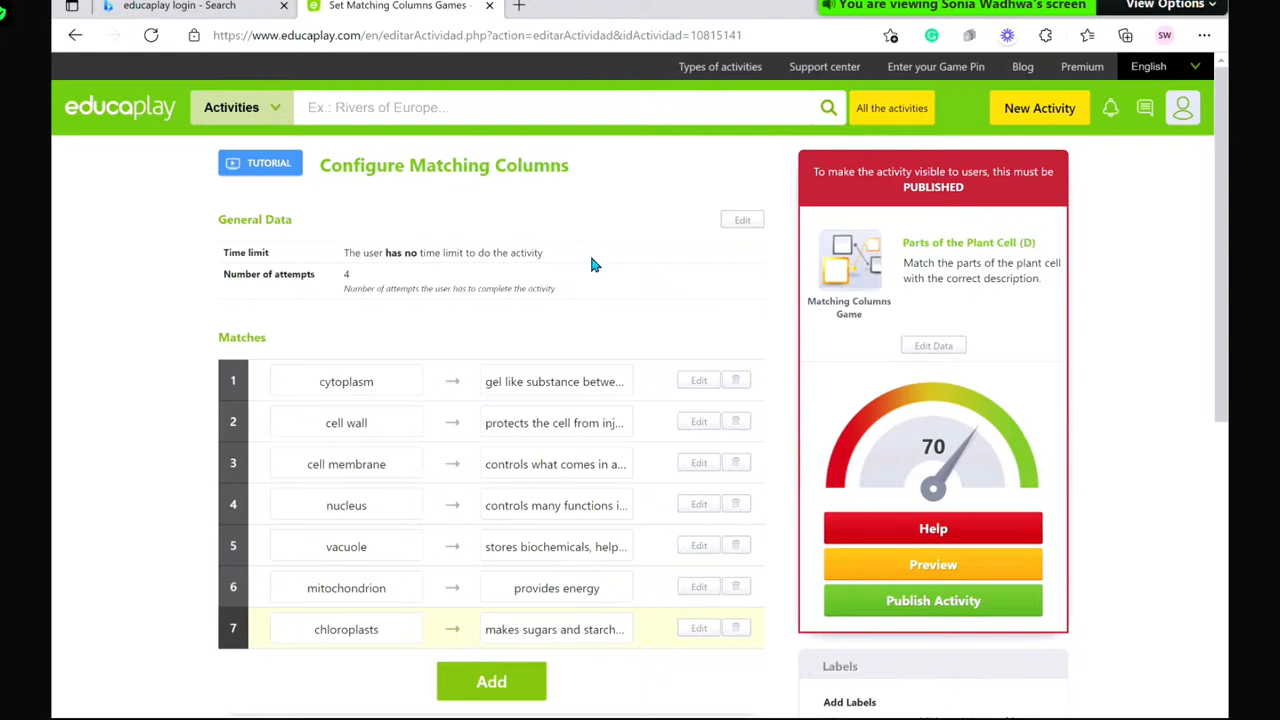 educaplay login - Search
Set Matching Columns Games -
You are viewing Sonia Wadhwa's screen
View Options
https://www.educaplay.com/en/editarActividad.php?action=editarActividad&idActividad=10815141
SW
Types of activities
Support center
Enter your Game Pin
Blog
Premium
English
educaplay
Activities
Ex.: Rivers of Europe...
All the activities
New Activity
TUTORIAL
Configure Matching Columns
General Data
Edit
Time limit
The user has no time limit to do the activity
Number of attempts
4
Number of attempts the user has to complete the activity
Matches
1 cytoplasm → gel like substance betwe... Edit
2 cell wall → protects the cell from inj... Edit
3 cell membrane → controls what comes in a... Edit
4 nucleus → controls many functions i... Edit
5 vacuole → stores biochemicals, help... Edit
6 mitochondrion → provides energy Edit
7 chloroplasts → makes sugars and starch... Edit
Add
To make the activity visible to users, this must be
PUBLISHED
Parts of the Plant Cell (D)
Match the parts of the plant cell
with the correct description.
Matching Columns
Game
Edit Data
70
Help
Preview
Publish Activity
Labels
Add Labels